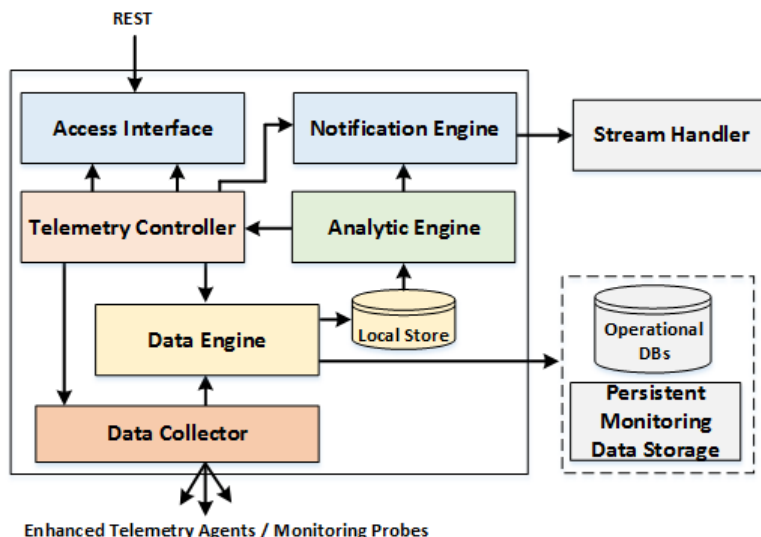 REST
Access Interface
Notification Engine
Stream Handler
Telemetry Controller
Analytic Engine
Data Engine
Local Store
Operational
DBs
Persistent
Monitoring
Data Storage
Data Collector
Enhanced Telemetry Agents / Monitoring Probes